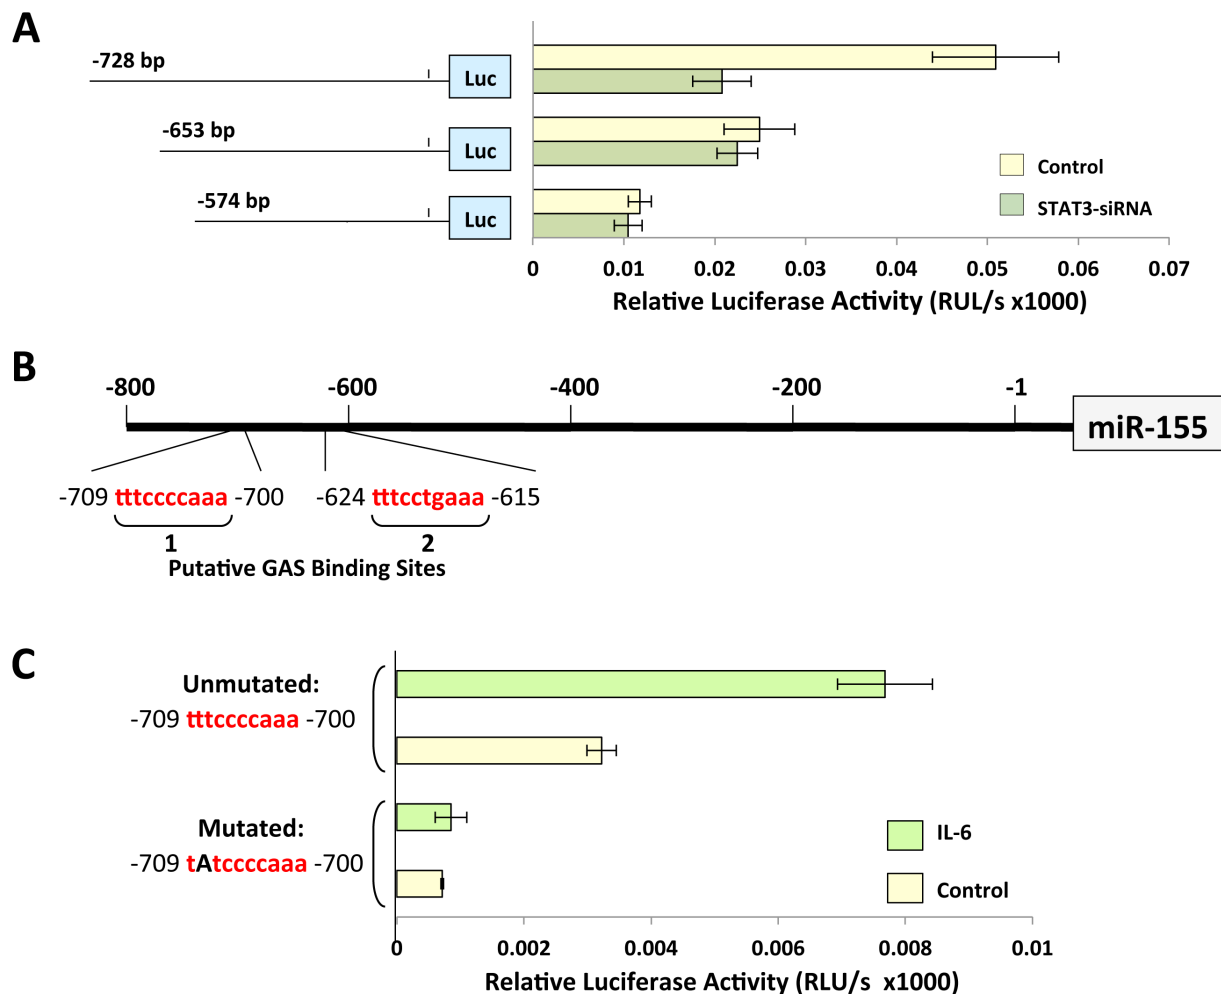 A
-728 bp
Luc
-653 bp
Luc
-574 bp
Luc
Control
STAT3-siRNA
0 0.01 0.02 0.03 0.04 0.05 0.06 0.07
Relative Luciferase Activity (RUL/s x1000)
B
-800 -600 -400 -200 -1
miR-155
-709 tttccccaaa -700 -624 tttcctgaaa -615
1 2
Putative GAS Binding Sites
C
Unmutated:
-709 tttccccaaa -700
Mutated:
-709 tAtccccaaa -700
IL-6
Control
0 0.002 0.004 0.006 0.008 0.01
Relative Luciferase Activity (RLU/s x1000)